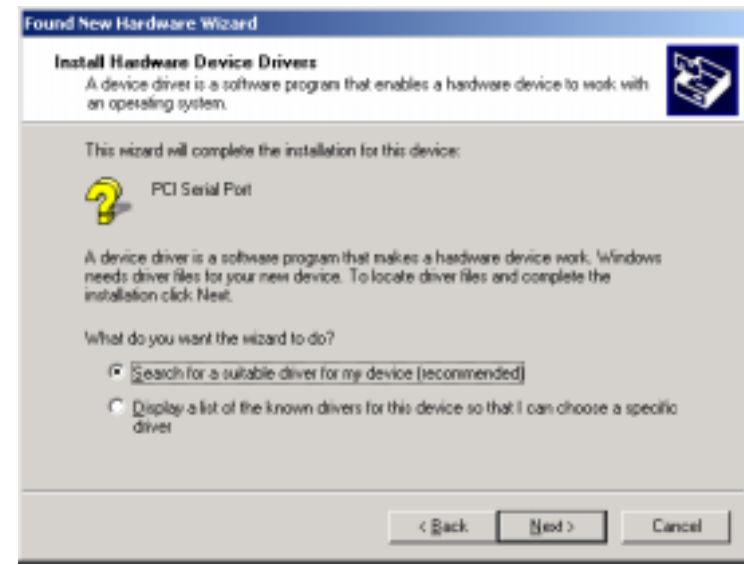 Found New Hardware Wizard
Install Hardware Device Drivers
A device driver is a software program that enables a hardware device to work with
an operating system.
This wizard will complete the installation for this device:
PCI Serial Port
A device driver is a software program that makes a hardware device work. Windows
needs driver files for your new device. To locate driver files and complete the
installation click Next.
What do you want the wizard to do?
Search for a suitable driver for my device (recommended)
Display a list of the known drivers for this device so that I can choose a specific
driver
< Back
Next >
Cancel